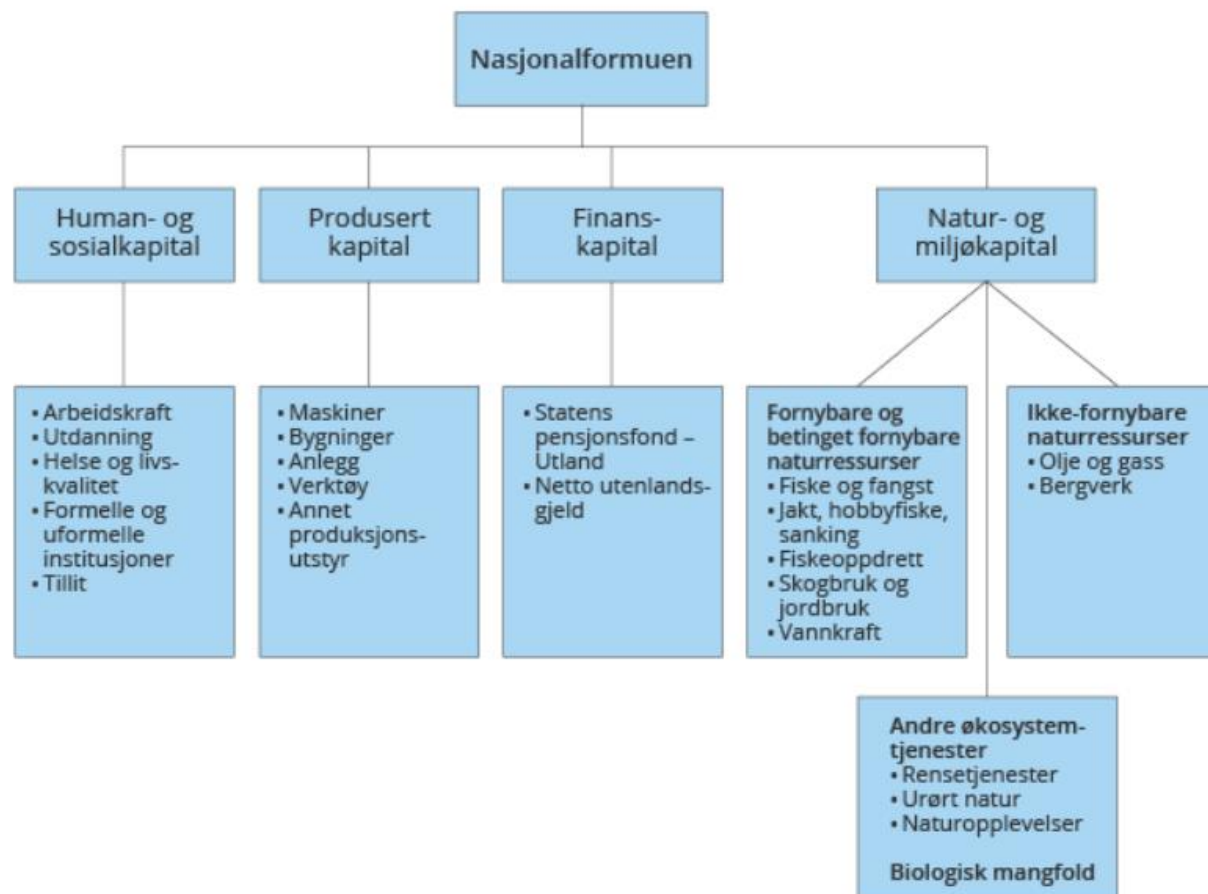 Nasjonalformuen
Human- og
sosialkapital
Produsert
kapital
Finans-
kapital
Natur- og
miljøkapital
▪ Arbeidskraft
▪ Utdanning
▪ Helse og livs-
kvalitet
▪ Formelle og
uformelle
institusjoner
▪ Tillit
▪ Maskiner
▪ Bygninger
▪ Anlegg
▪ Verktøy
▪ Annet
produksjons-
utstyr
▪ Statens
pensjonsfond –
Utland
▪ Netto utenlands-
gjeld
Fornybare og
betinget fornybare
naturressurser
▪ Fiske og fangst
▪ Jakt, hobbyfiske,
sanking
▪ Fiskeoppdrett
▪ Skogbruk og
jordbruk
▪ Vannkraft
Ikke-fornybare
naturressurser
▪ Olje og gass
▪ Bergverk
Andre økosystem-
tjenester
▪ Rensetjenester
▪ Urørt natur
▪ Naturopplevelser
Biologisk mangfold